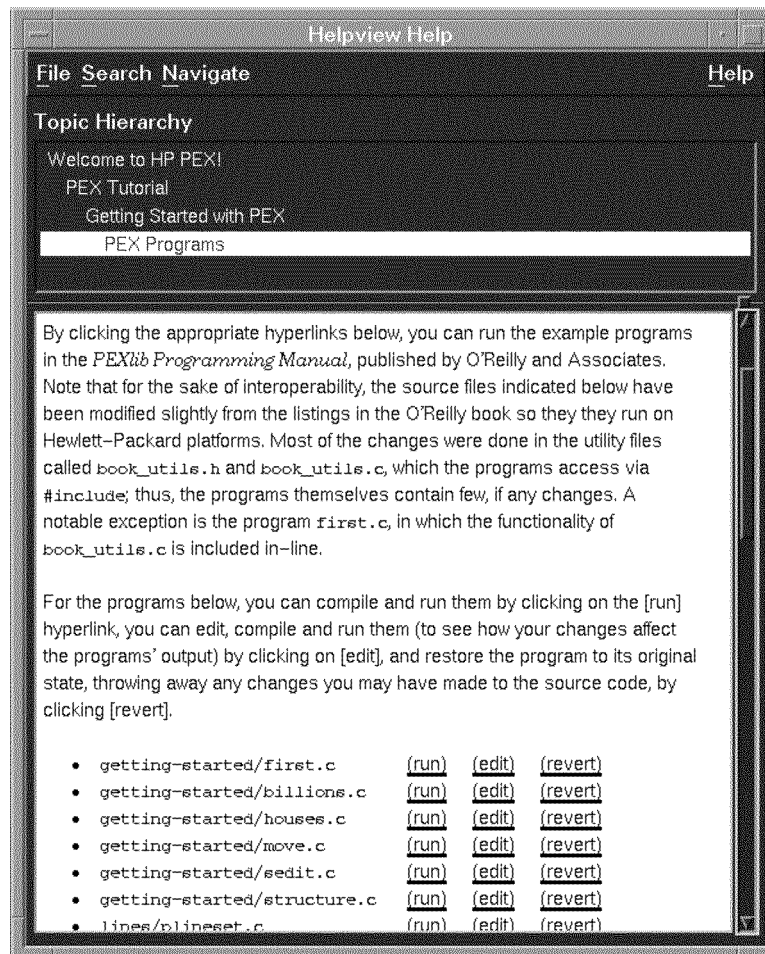 Helpview Help
File Search Navigate Help
Topic Hierarchy
Welcome to HP PEX!
PEX Tutorial
Getting Started with PEX
PEX Programs
By clicking the appropriate hyperlinks below, you can run the example programs
in the PEXlib Programming Manual, published by O'Reilly and Associates.
Note that for the sake of interoperability, the source files indicated below have
been modified slightly from the listings in the O'Reilly book so they they run on
Hewlett-Packard platforms. Most of the changes were done in the utility files
called book_utils.h and book_utils.c, which the programs access via
#include; thus, the programs themselves contain few, if any changes. A
notable exception is the program first.c, in which the functionality of
book_utils.c is included in-line.
For the programs below, you can compile and run them by clicking on the [run]
hyperlink, you can edit, compile and run them (to see how your changes affect
the programs' output) by clicking on [edit], and restore the program to its original
state, throwing away any changes you may have made to the source code, by
clicking [revert].
• getting-started/first.c (run) (edit) (revert)
• getting-started/billions.c (run) (edit) (revert)
• getting-started/houses.c (run) (edit) (revert)
• getting-started/move.c (run) (edit) (revert)
• getting-started/sedit.c (run) (edit) (revert)
• getting-started/structure.c (run) (edit) (revert)
• lines/plineset.c (run) (edit) (revert)